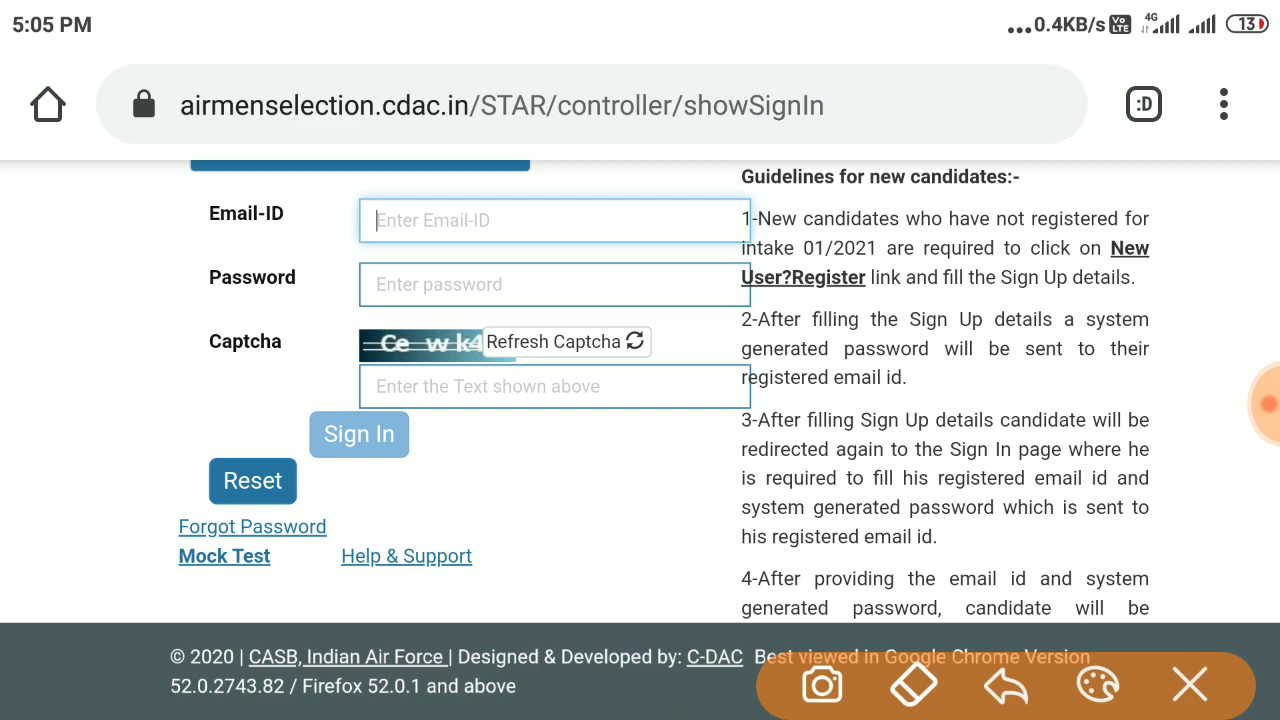 5:05 PM
...0.4KB/s Vo LTE 4G 13
airmenselection.cdac.in/STAR/controller/showSignIn :D
Email-ID
Enter Email-ID
Password
Enter password
Captcha
Ce w k4 Refresh Captcha
Enter the Text shown above
Sign In
Reset
Forgot Password
Mock Test Help & Support
Guidelines for new candidates:-
1-New candidates who have not registered for
intake 01/2021 are required to click on New
User?Register link and fill the Sign Up details.
2-After filling the Sign Up details a system
generated password will be sent to their
registered email id.
3-After filling Sign Up details candidate will be
redirected again to the Sign In page where he
is required to fill his registered email id and
system generated password which is sent to
his registered email id.
4-After providing the email id and system
generated password, candidate will be
© 2020 | CASB, Indian Air Force | Designed & Developed by: C-DAC Best viewed in Google Chrome Version
52.0.2743.82 / Firefox 52.0.1 and above